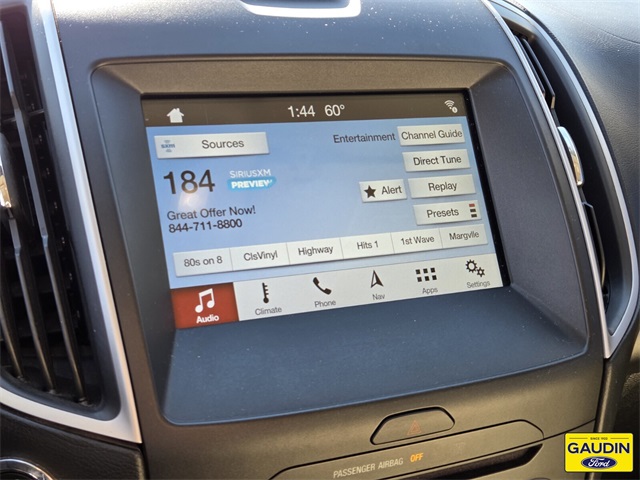 1:44 60°
SXM Sources
Entertainment
Channel Guide
Direct Tune
184
SIRIUSXM
PREVIEW
Alert
Replay
Great Offer Now!
844-711-8800
Presets
80s on 8
ClsVinyl
Highway
Hits 1
1st Wave
Margvlle
Audio
Climate
Phone
Nav
Apps
Settings
PASSENGER AIRBAG OFF
GAUDIN
Ford